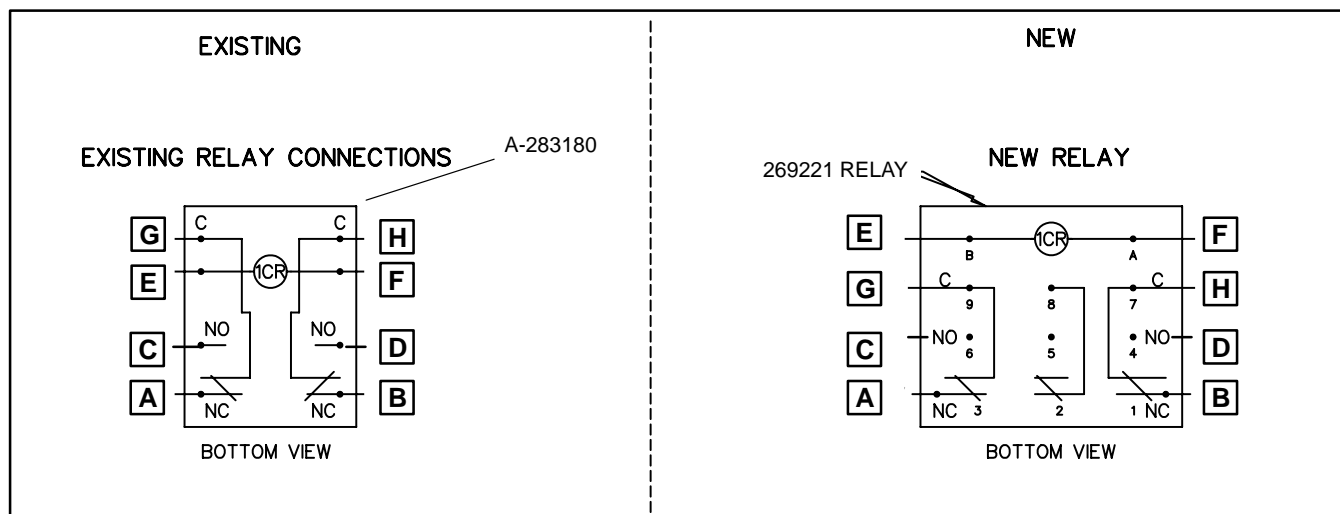 EXISTING
NEW
EXISTING RELAY CONNECTIONS
A-283180
NEW RELAY
269221 RELAY
G C C H
E 1CR F
C NO NO D
A NC NC B
BOTTOM VIEW
E B 1CR A F
G C 9 8 7 C H
C NO 6 5 4 NO D
A NC 3 2 1 NC B
BOTTOM VIEW